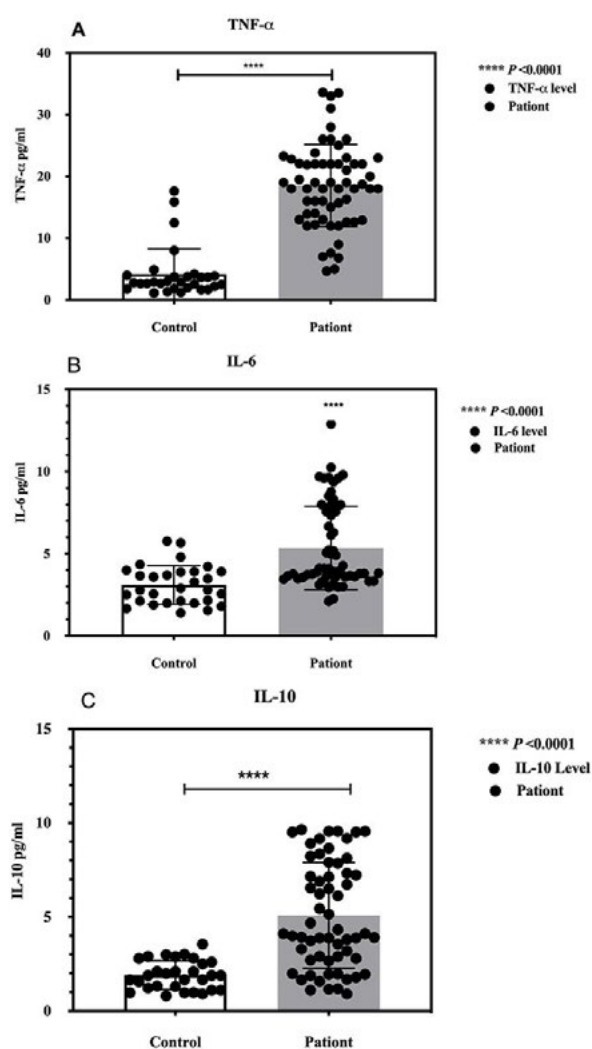 A
TNF-α
TNF-α pg/ml
40
30
20
10
0
****
Control
Pationt
**** P <0.0001
TNF-α level
Pationt
B
IL-6
IL-6 pg/ml
15
10
5
0
****
Control
Pationt
**** P <0.0001
IL-6 level
Pationt
C
IL-10
IL-10 pg/ml
15
10
5
0
****
Control
Pationt
**** P <0.0001
IL-10 Level
Pationt